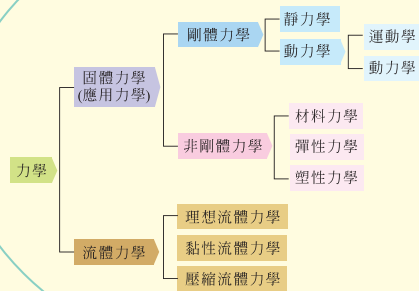 力學
固體力學
(應用力學)
剛體力學
靜力學
動力學
運動學
動力學
非剛體力學
材料力學
彈性力學
塑性力學
流體力學
理想流體力學
黏性流體力學
壓縮流體力學